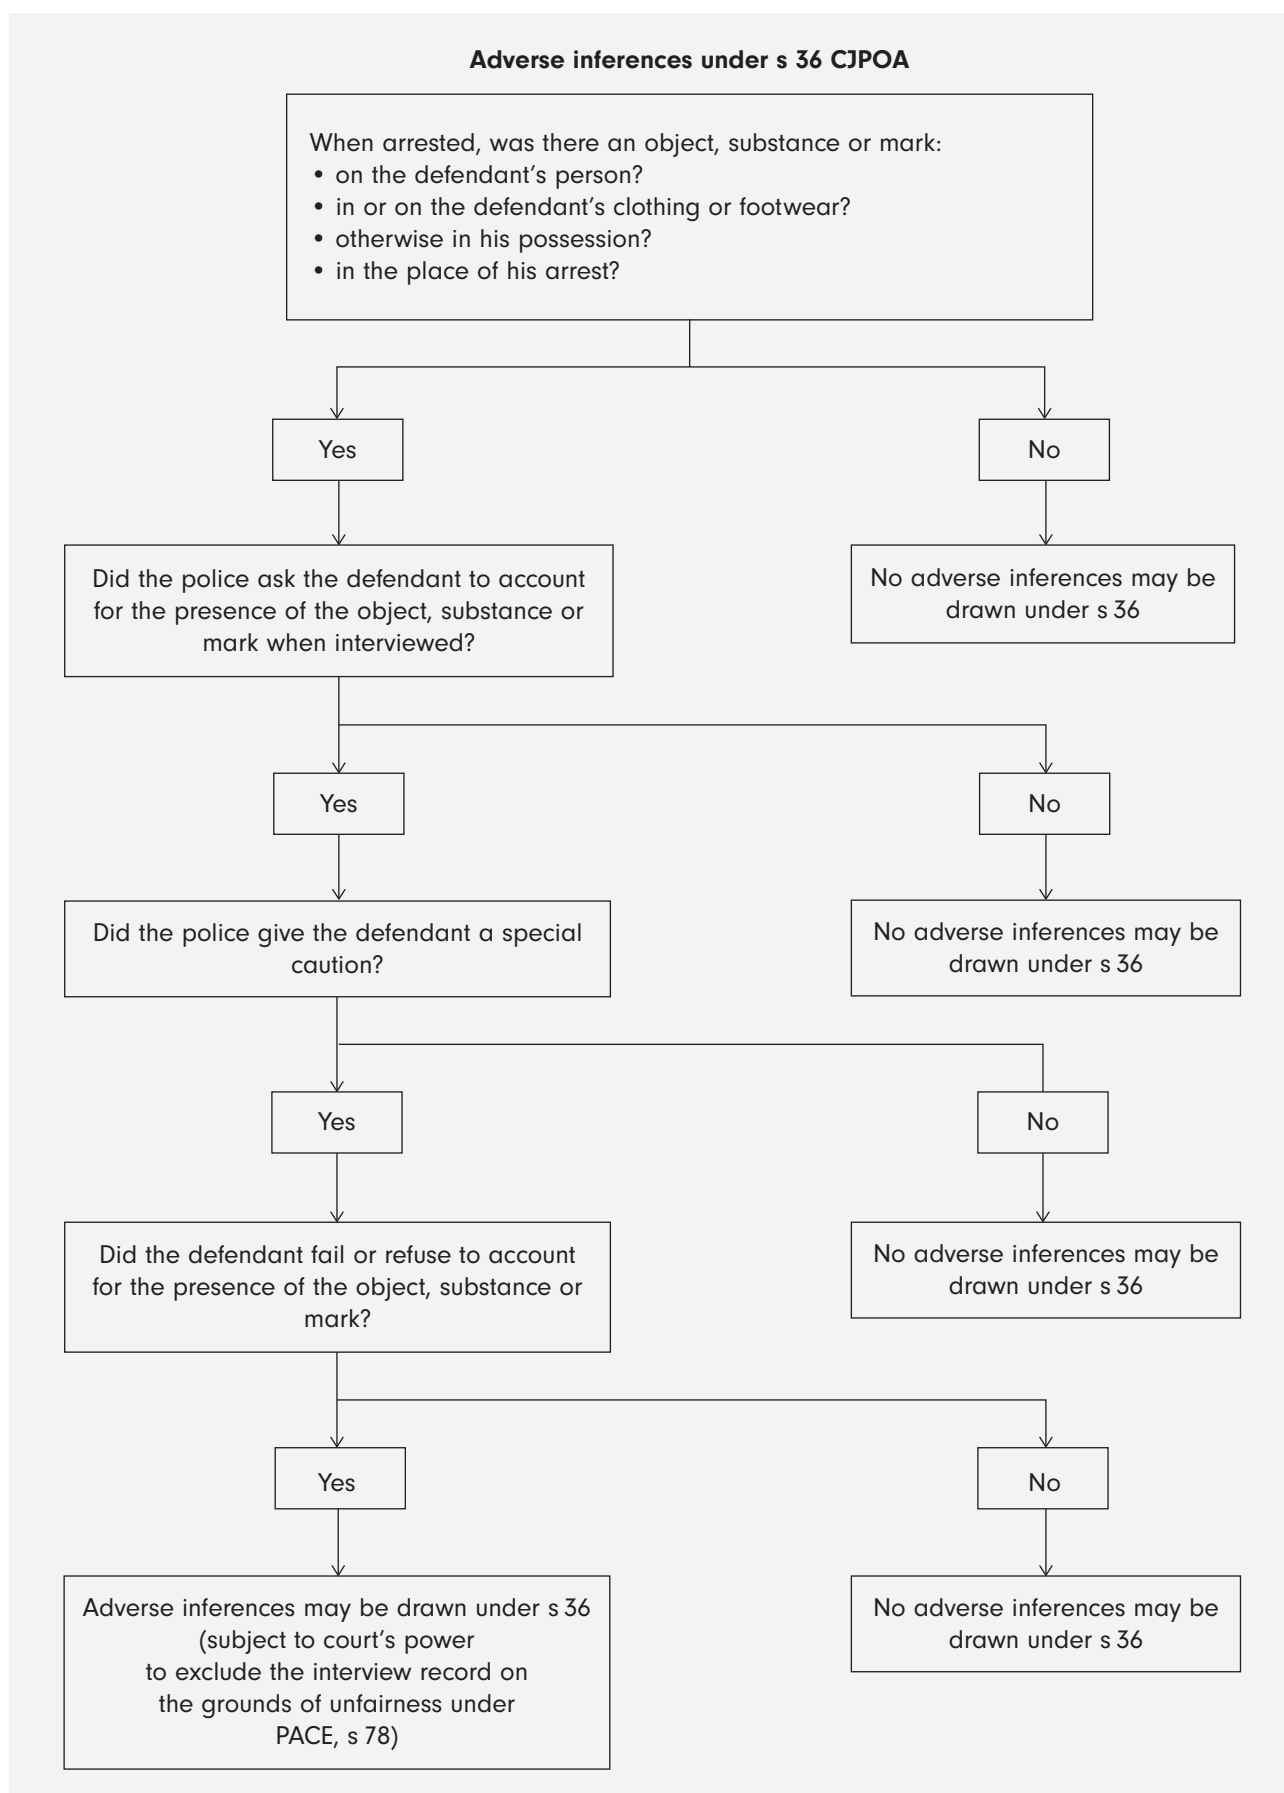 Adverse inferences under s 36 CJPOA
When arrested, was there an object, substance or mark:
• on the defendant's person?
• in or on the defendant's clothing or footwear?
• otherwise in his possession?
• in the place of his arrest?
Yes
No
Did the police ask the defendant to account
for the presence of the object, substance or
mark when interviewed?
No adverse inferences may be
drawn under s 36
Yes
No
Did the police give the defendant a special
caution?
No adverse inferences may be
drawn under s 36
Yes
No
Did the defendant fail or refuse to account
for the presence of the object, substance or
mark?
No adverse inferences may be
drawn under s 36
Yes
No
Adverse inferences may be drawn under s 36
(subject to court's power
to exclude the interview record on
the grounds of unfairness under
PACE, s 78)
No adverse inferences may be
drawn under s 36